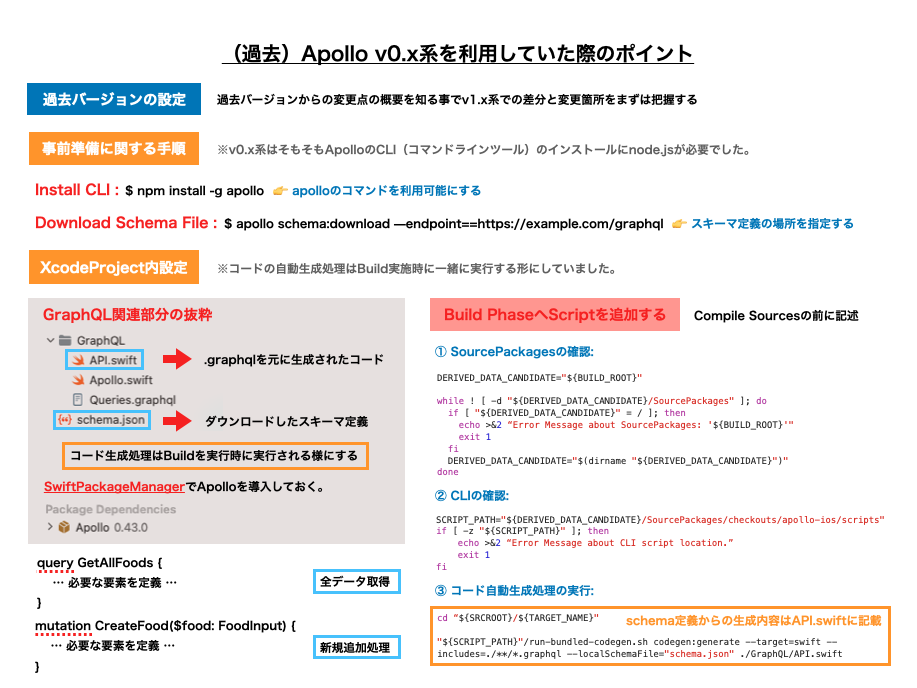 （過去）Apollo v0.x系を利用していた際のポイント
過去バージョンの設定
過去バージョンからの変更点の概要を知る事でv1.x系での差分と変更箇所をまずは把握する
事前準備に関する手順
※v0.x系はそもそもApolloのCLI（コマンドラインツール）のインストールにnode.jsが必要でした。
Install CLI : $ npm install -g apollo 👉 apolloのコマンドを利用可能にする
Download Schema File : $ apollo schema:download —endpoint==https://example.com/graphql 👉 スキーマ定義の場所を指定する
XcodeProject内設定
※コードの自動生成処理はBuild実施時に一緒に実行する形にしていました。
GraphQL関連部分の抜粋
GraphQL
API.swift
.graphqlを元に生成されたコード
Apollo.swift
Queries.graphql
schema.json
ダウンロードしたスキーマ定義
コード生成処理はBuildを実行時に実行される様にする
SwiftPackageManagerでApolloを導入しておく。
Package Dependencies
Apollo 0.43.0
query GetAllFoods {
··· 必要な要素を定義 ···
}
全データ取得
mutation CreateFood($food: FoodInput) {
··· 必要な要素を定義 ···
}
新規追加処理
Build PhaseへScriptを追加する
Compile Sourcesの前に記述
① SourcePackagesの確認:
DERIVED_DATA_CANDIDATE="${BUILD_ROOT}"
while ! [ -d "${DERIVED_DATA_CANDIDATE}/SourcePackages" ]; do
if [ "${DERIVED_DATA_CANDIDATE}" = / ]; then
echo >&2 “Error Message about SourcePackages: '${BUILD_ROOT}'"
exit 1
fi
DERIVED_DATA_CANDIDATE="$(dirname "${DERIVED_DATA_CANDIDATE}")"
done
② CLIの確認:
SCRIPT_PATH="${DERIVED_DATA_CANDIDATE}/SourcePackages/checkouts/apollo-ios/scripts"
if [ -z "${SCRIPT_PATH}" ]; then
echo >&2 “Error Message about CLI script location.”
exit 1
fi
③ コード自動生成処理の実行:
cd "${SRCROOT}/${TARGET_NAME}"
schema定義からの生成内容はAPI.swiftに記載
"${SCRIPT_PATH}"/run-bundled-codegen.sh codegen:generate --target=swift --
includes=./**/*.graphql --localSchemaFile="schema.json" ./GraphQL/API.swift